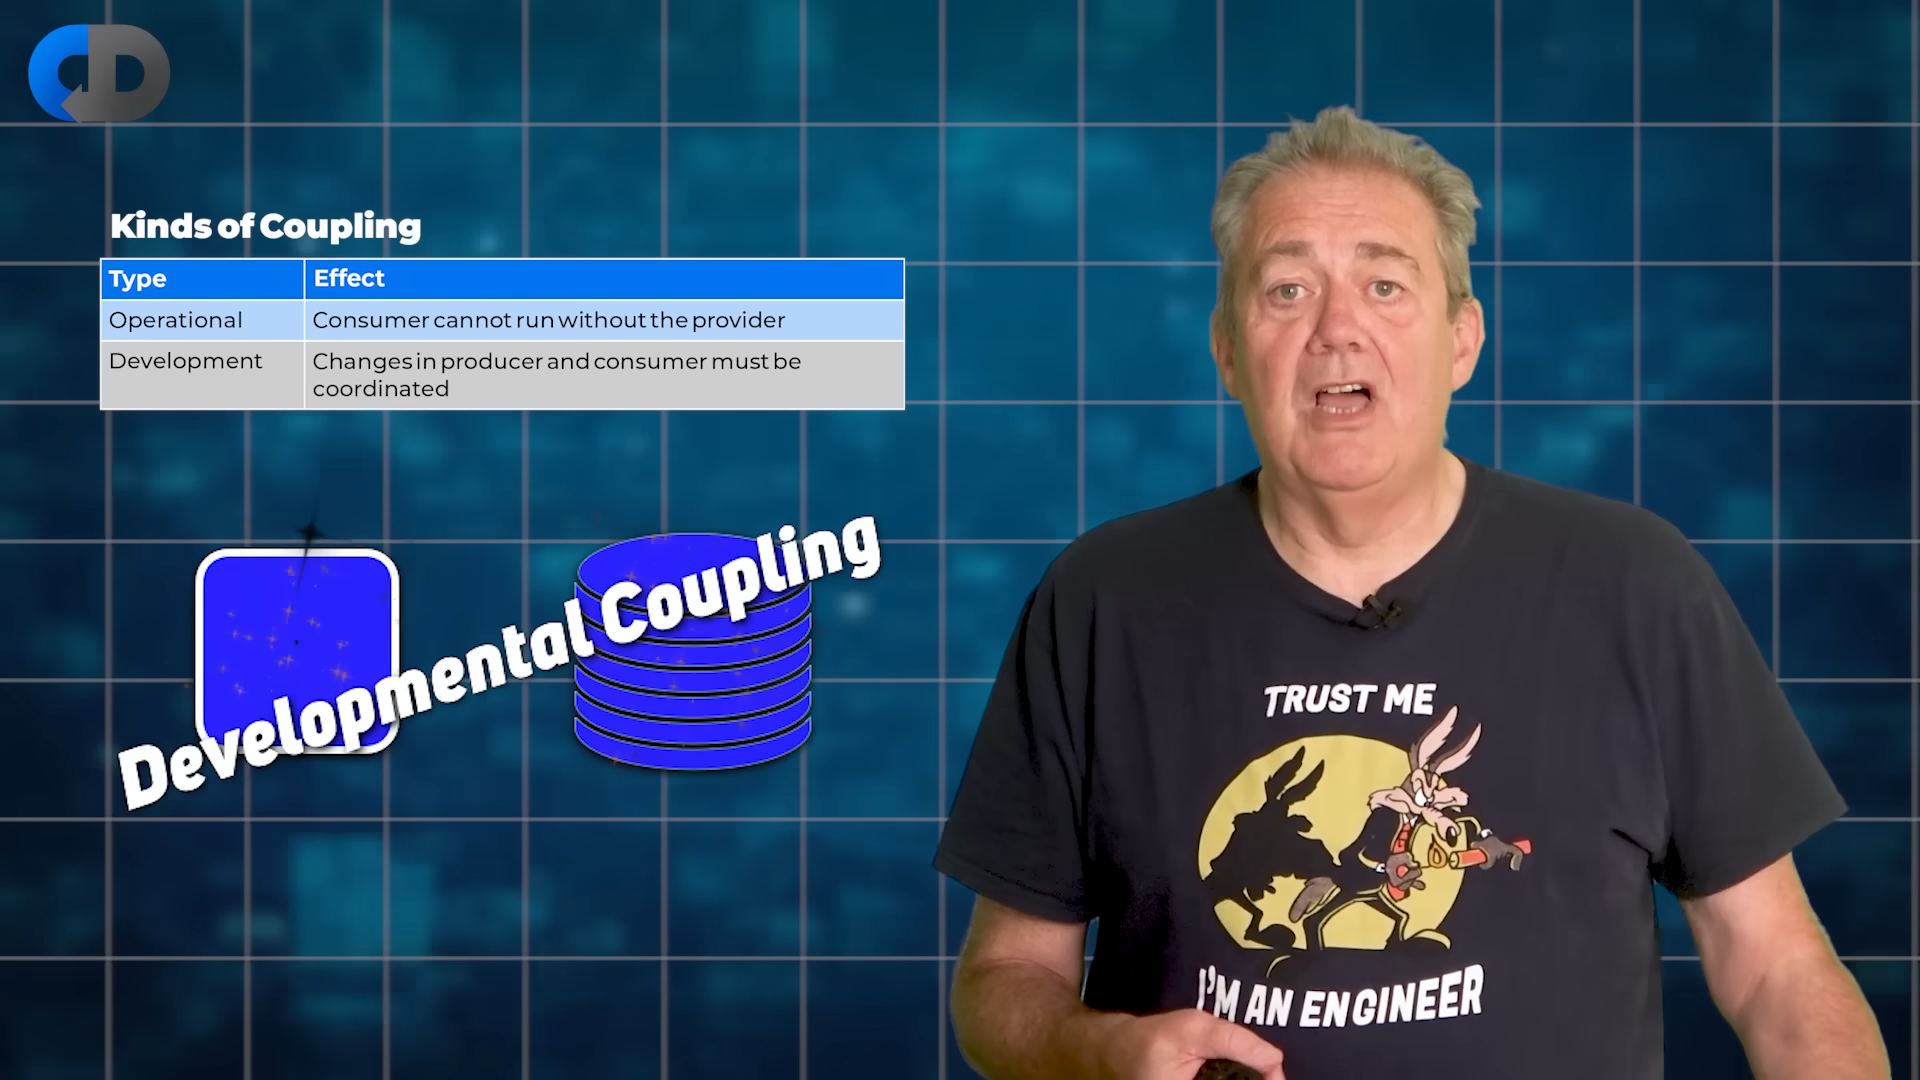 CD
Kinds of Coupling
Type Effect
Operational Consumer cannot run without the provider
Development Changes in producer and consumer must be
coordinated
Developmental Coupling
TRUST ME
I'M AN ENGINEER